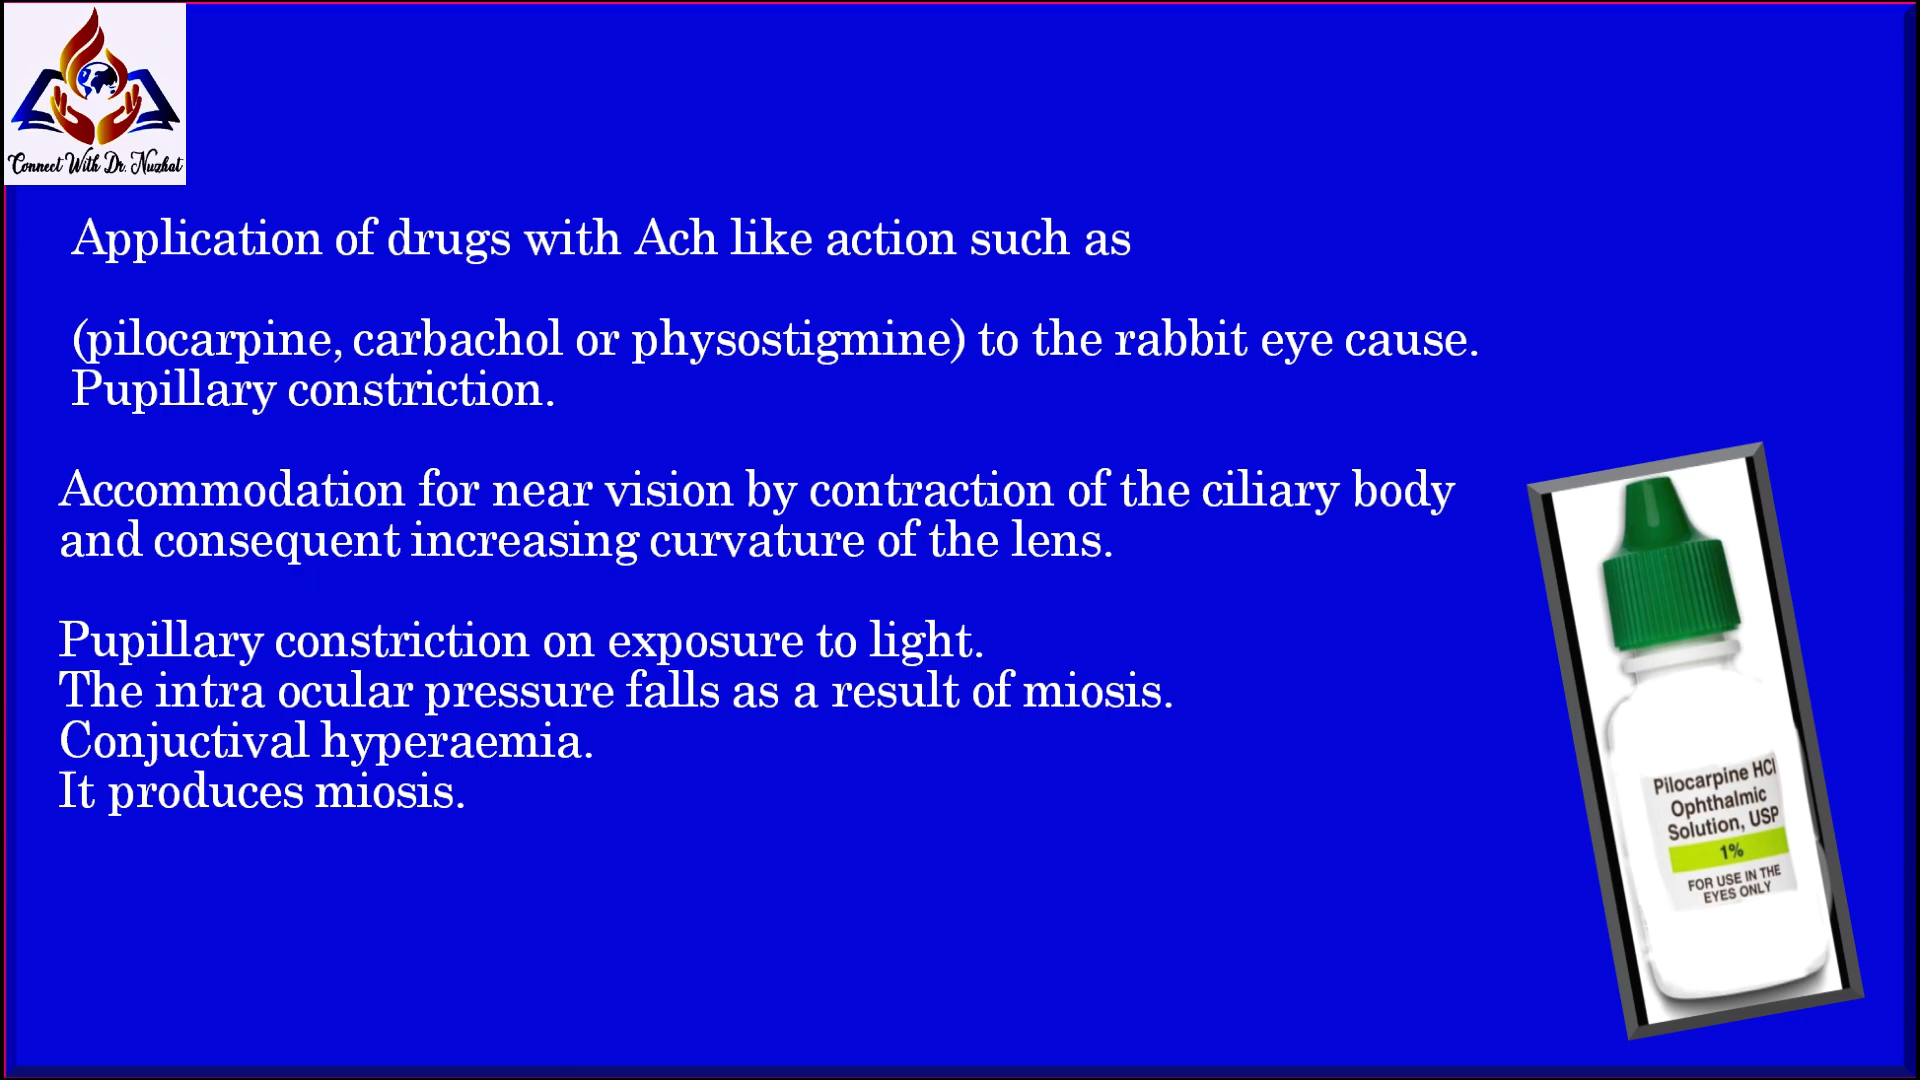 Connect With Dr. Nuzhat
Application of drugs with Ach like action such as
(pilocarpine, carbachol or physostigmine) to the rabbit eye cause.
Pupillary constriction.
Accommodation for near vision by contraction of the ciliary body
and consequent increasing curvature of the lens.
Pupillary constriction on exposure to light.
The intra ocular pressure falls as a result of miosis.
Conjuctival hyperaemia.
It produces miosis.
Pilocarpine HCl
Ophthalmic
Solution, USP
1%
FOR USE IN THE
EYES ONLY